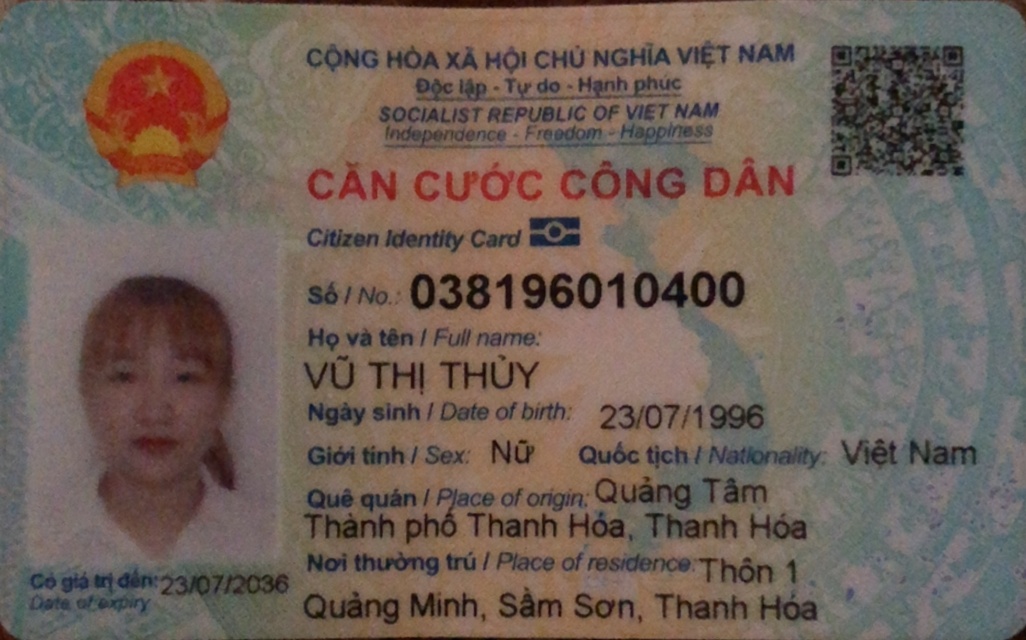 CỘNG HÒA XÃ HỘI CHỦ NGHĨA VIỆT NAM
Độc lập - Tự do - Hạnh phúc
SOCIALIST REPUBLIC OF VIET NAM
Independence - Freedom - Happiness
CĂN CƯỚC CÔNG DÂN
Citizen Identity Card
Số / No.: 038196010400
Họ và tên / Full name:
VŨ THỊ THỦY
Ngày sinh / Date of birth: 23/07/1996
Giới tính / Sex: Nữ Quốc tịch / Nationality: Việt Nam
Quê quán / Place of origin: Quảng Tâm
Thành phố Thanh Hóa, Thanh Hóa
Nơi thường trú / Place of residence: Thôn 1
Quảng Minh, Sầm Sơn, Thanh Hóa
Có giá trị đến: 23/07/2036
Date of expiry